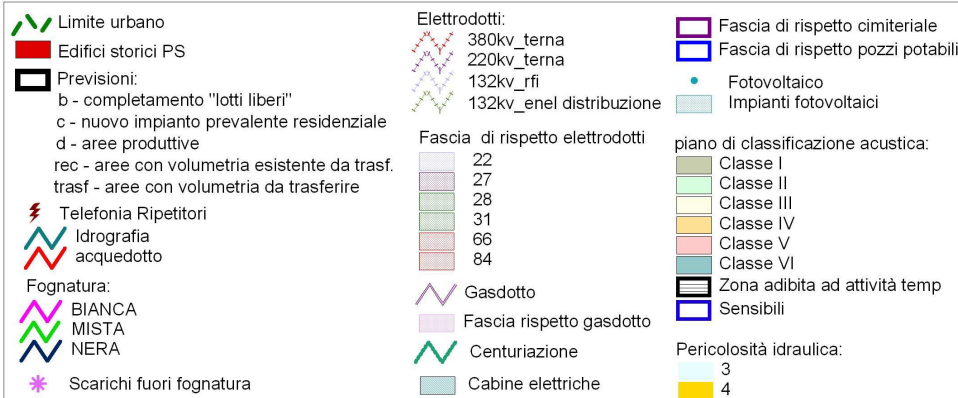 Limite urbano
Edifici storici PS
Previsioni:
b - completamento "lotti liberi"
c - nuovo impianto prevalente residenziale
d - aree produttive
rec - aree con volumetria esistente da trasf.
trasf - aree con volumetria da trasferire
Telefonia Ripetitori
Idrografia
acquedotto
Fognatura:
BIANCA
MISTA
NERA
Scarichi fuori fognatura
Elettrodotti:
380kv_terna
220kv_terna
132kv_rfi
132kv_enel distribuzione
Fascia di rispetto elettrodotti
22
27
28
31
66
84
Gasdotto
Fascia rispetto gasdotto
Centuriazione
Cabine elettriche
Fascia di rispetto cimiteriale
Fascia di rispetto pozzi potabili
Fotovoltaico
Impianti fotovoltaici
piano di classificazione acustica:
Classe I
Classe II
Classe III
Classe IV
Classe V
Classe VI
Zona adibita ad attività temp
Sensibili
Pericolosità idraulica:
3
4